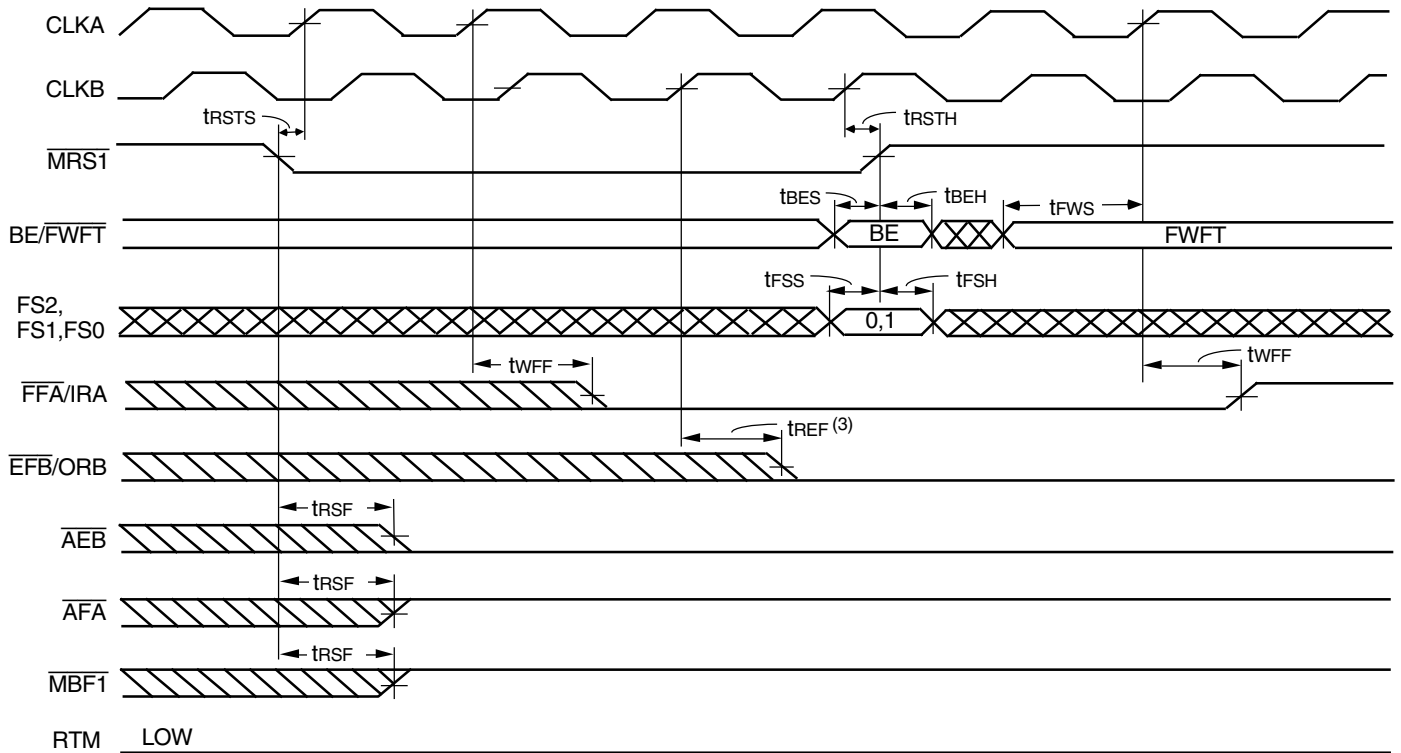 CLKA
CLKB
tRSTS
tRSTH
MRS1
tBES
tBEH
tFWS
BE/FWFT
BE
FWFT
tFSS
tFSH
FS2,
FS1,FS0
0,1
tWFF
tWFF
FFA/IRA
tREF (3)
EFB/ORB
tRSF
AEB
tRSF
AFA
tRSF
MBF1
RTM LOW